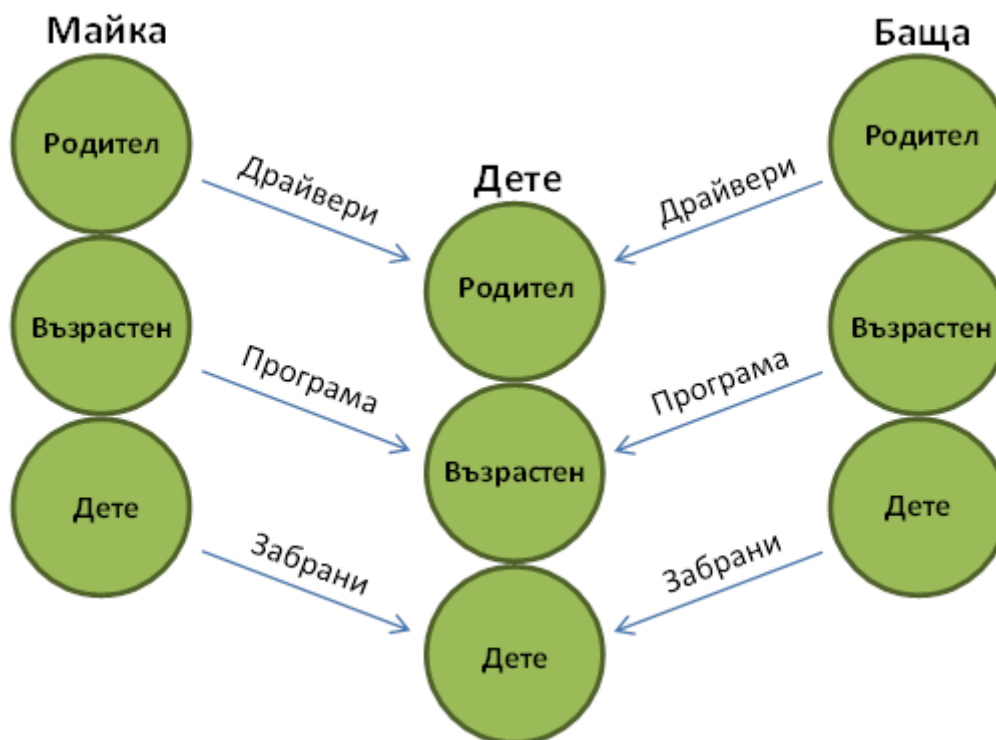 Майка
Родител
Възрастен
Дете
Драйвери
Програма
Забрани
Дете
Родител
Възрастен
Дете
Драйвери
Програма
Забрани
Баща
Родител
Възрастен
Дете